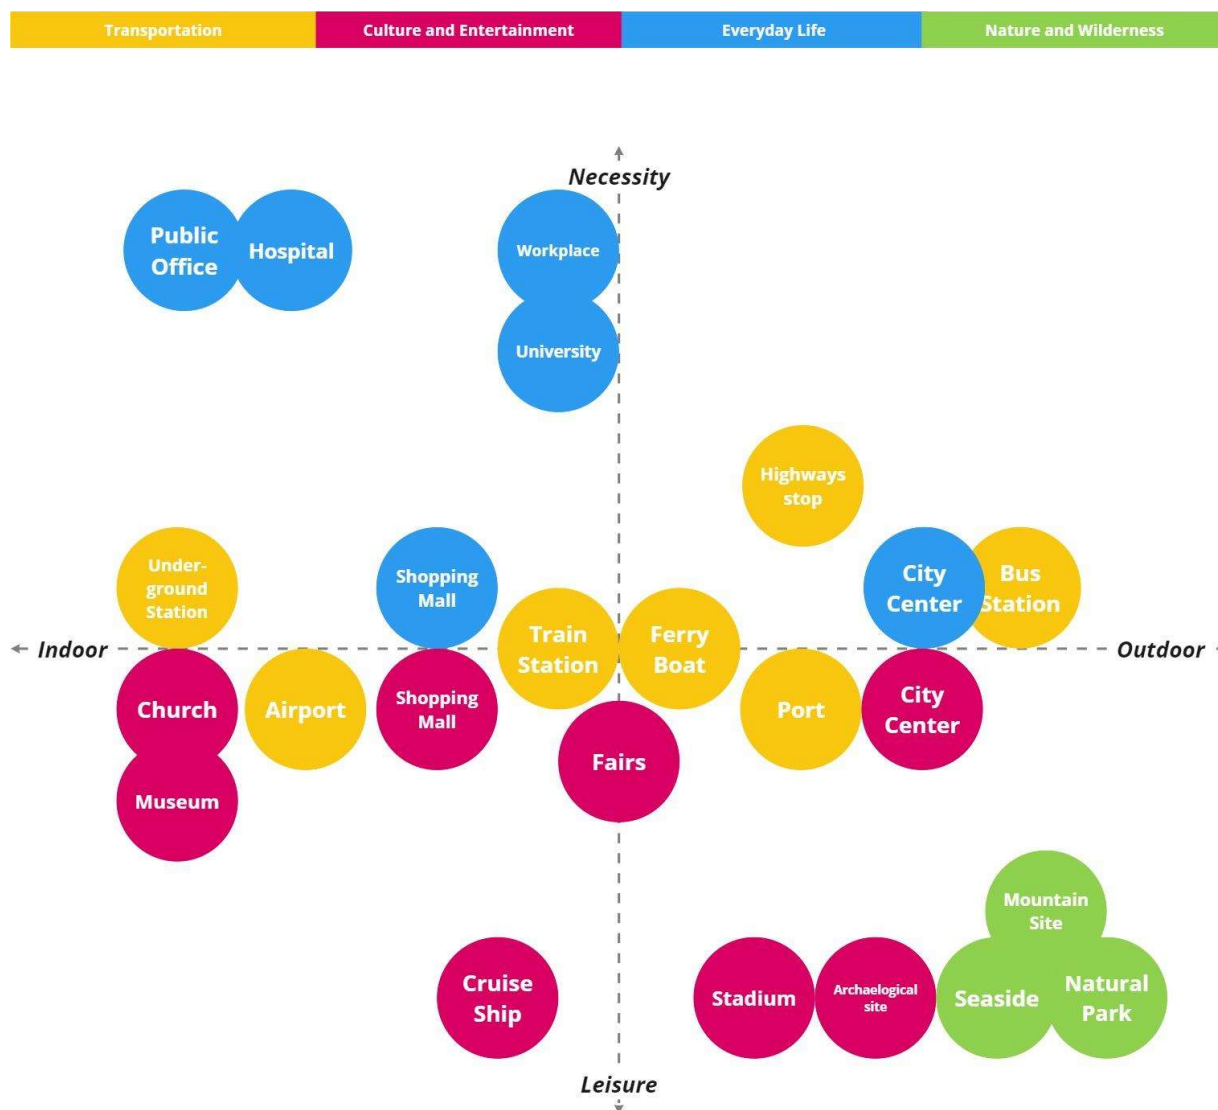 Transportation
Culture and Entertainment
Everyday Life
Nature and Wilderness
Necessity
Public
Office
Hospital
Workplace
University
Highways
stop
Under-
ground
Station
Shopping
Mall
City
Center
Bus
Station
Train
Station
Ferry
Boat
Indoor
Outdoor
Church
Airport
Shopping
Mall
Port
City
Center
Fairs
Museum
Mountain
Site
Cruise
Ship
Stadium
Archaelogical
site
Seaside
Natural
Park
Leisure